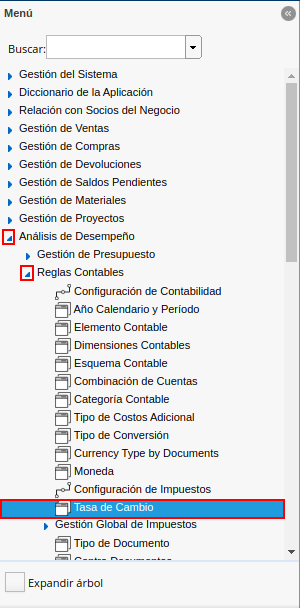 Menú
Buscar:
Gestión del Sistema
Diccionario de la Aplicación
Relación con Socios del Negocio
Gestión de Ventas
Gestión de Compras
Gestión de Devoluciones
Gestión de Saldos Pendientes
Gestión de Materiales
Gestión de Proyectos
Análisis de Desempeño
Gestión de Presupuesto
Reglas Contables
Configuración de Contabilidad
Año Calendario y Período
Elemento Contable
Dimensiones Contables
Esquema Contable
Combinación de Cuentas
Categoría Contable
Tipo de Costos Adicional
Tipo de Conversión
Currency Type by Documents
Moneda
Configuración de Impuestos
Tasa de Cambio
Gestión Global de Impuestos
Tipo de Documento
Expandir árbol